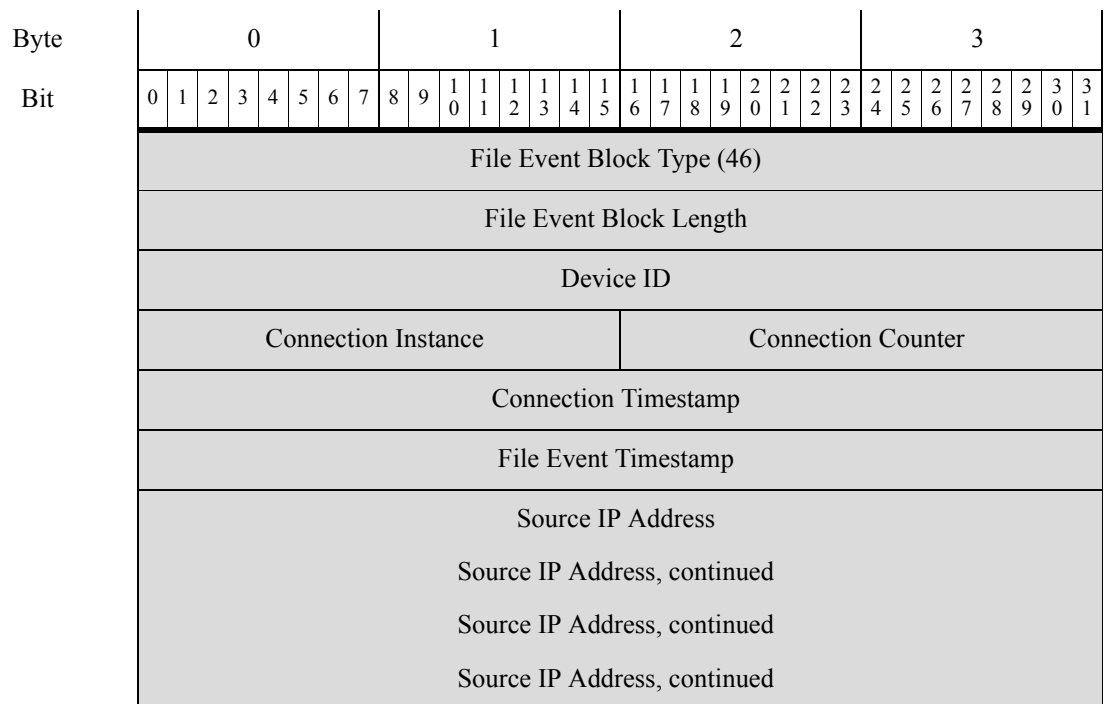 Byte 0 1 2 3
Bit 0 1 2 3 4 5 6 7 8 9 10 11 12 13 14 15 16 17 18 19 20 21 22 23 24 25 26 27 28 29 30 31
File Event Block Type (46)
File Event Block Length
Device ID
Connection Instance Connection Counter
Connection Timestamp
File Event Timestamp
Source IP Address
Source IP Address, continued
Source IP Address, continued
Source IP Address, continued